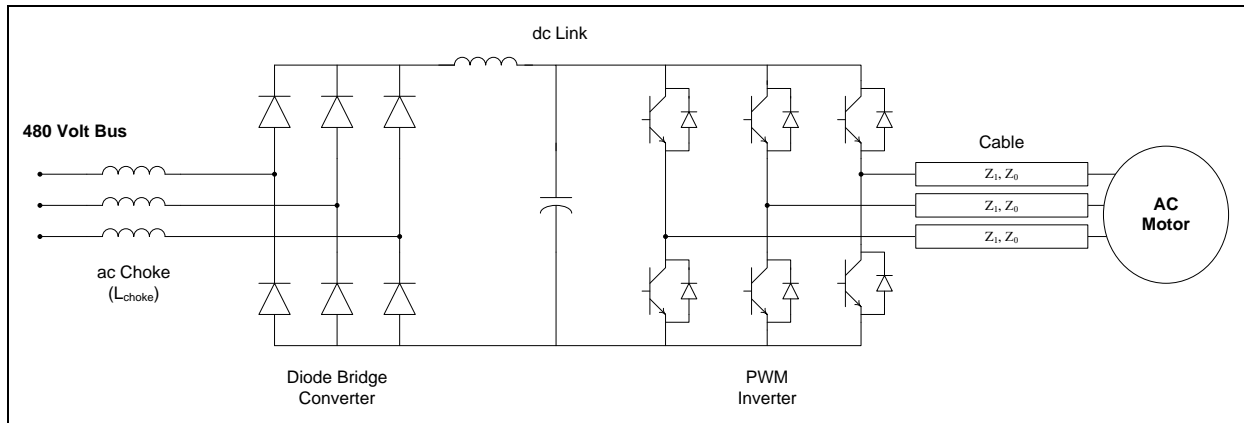 dc Link
480 Volt Bus
Cable
Z₁, Z₀
Z₁, Z₀
Z₁, Z₀
AC
Motor
ac Choke
(Lchoke)
Diode Bridge
Converter
PWM
Inverter